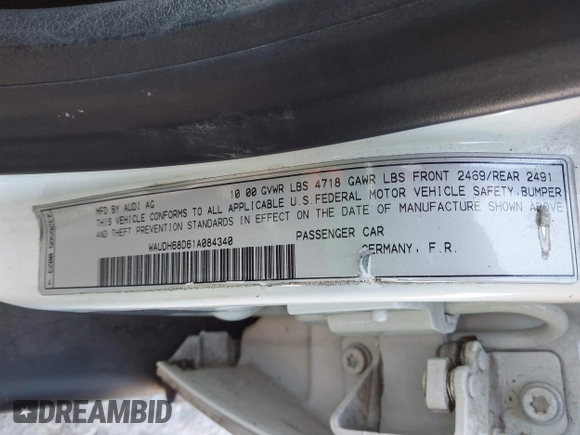 MFG BY AUDI AG 10 00 GVWR LBS 4718 GAWR LBS FRONT 2469/REAR 2491
THIS VEHICLE CONFORMS TO ALL APPLICABLE U S.FEDERAL MOTOR VEHICLE SAFETY.BUMPER
AND THEFT PREVENTION STANDARDS IN EFFECT ON THE DATE OF MANUFACTURE SHOWN ABOVE
WAUDH68D61A084340 PASSENGER CAR
GERMANY, F.R.
DREAMBID